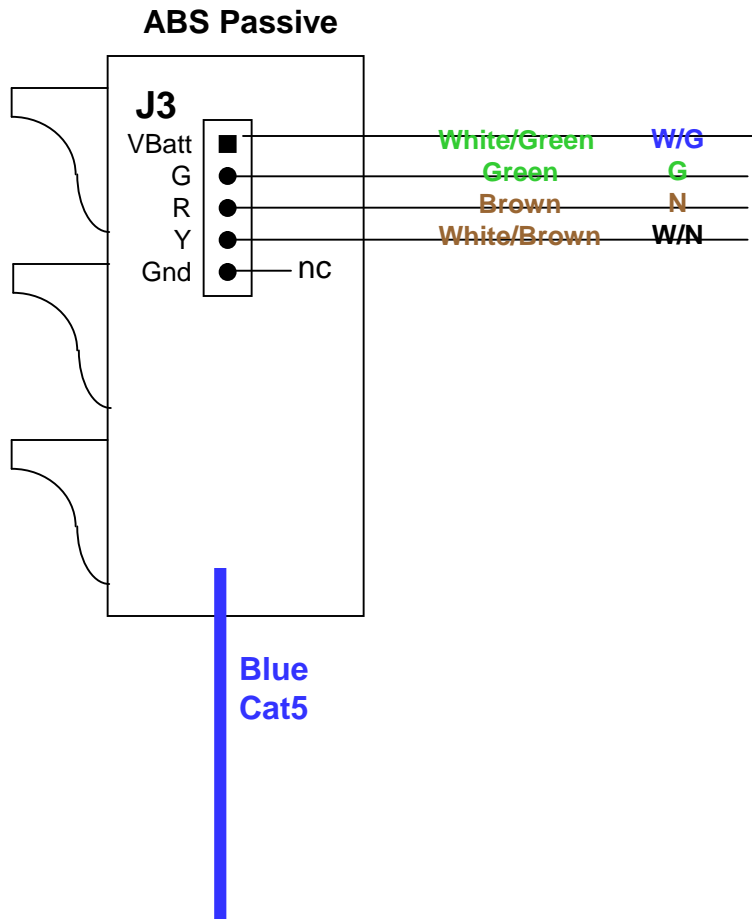 ABS Passive
J3
VBatt White/Green W/G
G Green G
R Brown N
Y White/Brown W/N
Gnd nc
Blue
Cat5